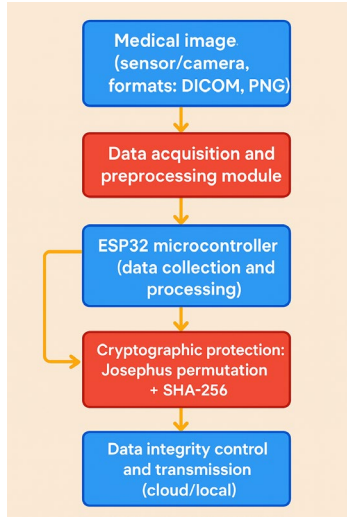 Medical image
(sensor/camera,
formats: DICOM, PNG)
Data acquisition and
preprocessing module
ESP32 microcontroller
(data collection and
processing)
Cryptographic protection:
Josephus permutation
+ SHA-256
Data integrity control
and transmission
(cloud/local)